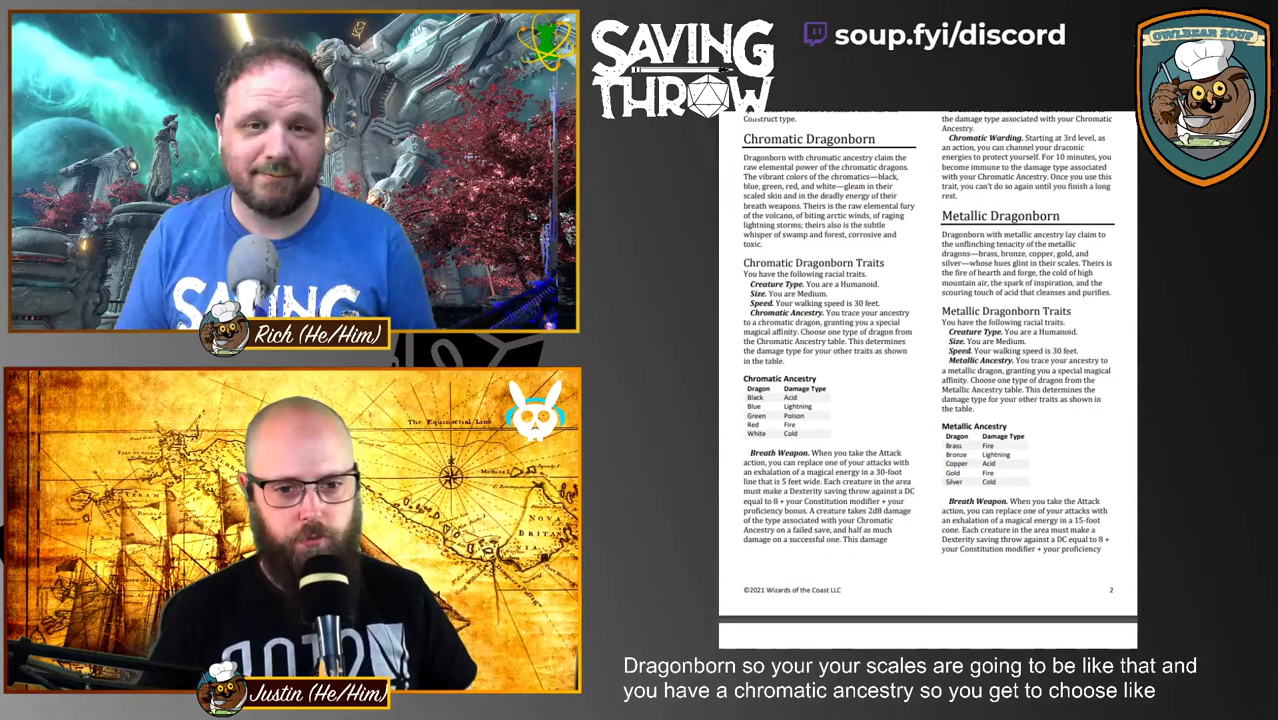 SAVING
THROW
soup.fyi/discord
OWLBEAR SOUP
Rich (He/Him)
SAVING
The Equinoctial Line
Justin (He/Him)
Construct type.
Chromatic Dragonborn
Dragonborn with chromatic ancestry claim the
raw elemental power of the chromatic dragons.
The vibrant colors of the chromatics—black,
blue, green, red, and white—gleam in their
scaled skin and in the deadly energy of their
breath weapons. Theirs is the raw elemental fury
of the volcano, of biting arctic winds, of raging
lightning storms; theirs also is the subtle
whisper of swamp and forest, corrosive and
toxic.
Chromatic Dragonborn Traits
You have the following racial traits.
Creature Type. You are a Humanoid.
Size. You are Medium.
Speed. Your walking speed is 30 feet.
Chromatic Ancestry. You trace your ancestry
to a chromatic dragon, granting you a special
magical affinity. Choose one type of dragon from
the Chromatic Ancestry table. This determines
the damage type for your other traits as shown
in the table.
Chromatic Ancestry
Dragon Damage Type
Black Acid
Blue Lightning
Green Poison
Red Fire
White Cold
Breath Weapon. When you take the Attack
action, you can replace one of your attacks with
an exhalation of a magical energy in a 30-foot
line that is 5 feet wide. Each creature in the area
must make a Dexterity saving throw against a DC
equal to 8 + your Constitution modifier + your
proficiency bonus. A creature takes 2d8 damage
of the type associated with your Chromatic
Ancestry on a failed save, and half as much
damage on a successful one. This damage
the damage type associated with your Chromatic
Ancestry.
Chromatic Warding. Starting at 3rd level, as
an action, you can channel your draconic
energies to protect yourself. For 10 minutes, you
become immune to the damage type associated
with your Chromatic Ancestry. Once you use this
trait, you can't do so again until you finish a long
rest.
Metallic Dragonborn
Dragonborn with metallic ancestry lay claim to
the unflinching tenacity of the metallic
dragons—brass, bronze, copper, gold, and
silver—whose hues glint in their scales. Theirs is
the fire of hearth and forge, the cold of high
mountain air, the spark of inspiration, and the
scouring touch of acid that cleanses and purifies.
Metallic Dragonborn Traits
You have the following racial traits.
Creature Type. You are a Humanoid.
Size. You are Medium.
Speed. Your walking speed is 30 feet.
Metallic Ancestry. You trace your ancestry to
a metallic dragon, granting you a special magical
affinity. Choose one type of dragon from the
Metallic Ancestry table. This determines the
damage type for your other traits as shown in
the table.
Metallic Ancestry
Dragon Damage Type
Brass Fire
Bronze Lightning
Copper Acid
Gold Fire
Silver Cold
Breath Weapon. When you take the Attack
action, you can replace one of your attacks with
an exhalation of a magical energy in a 15-foot
cone. Each creature in the area must make a
Dexterity saving throw against a DC equal to 8 +
your Constitution modifier + your proficiency
©2021 Wizards of the Coast LLC
2
Dragonborn so your your scales are going to be like that and
you have a chromatic ancestry so you get to choose like